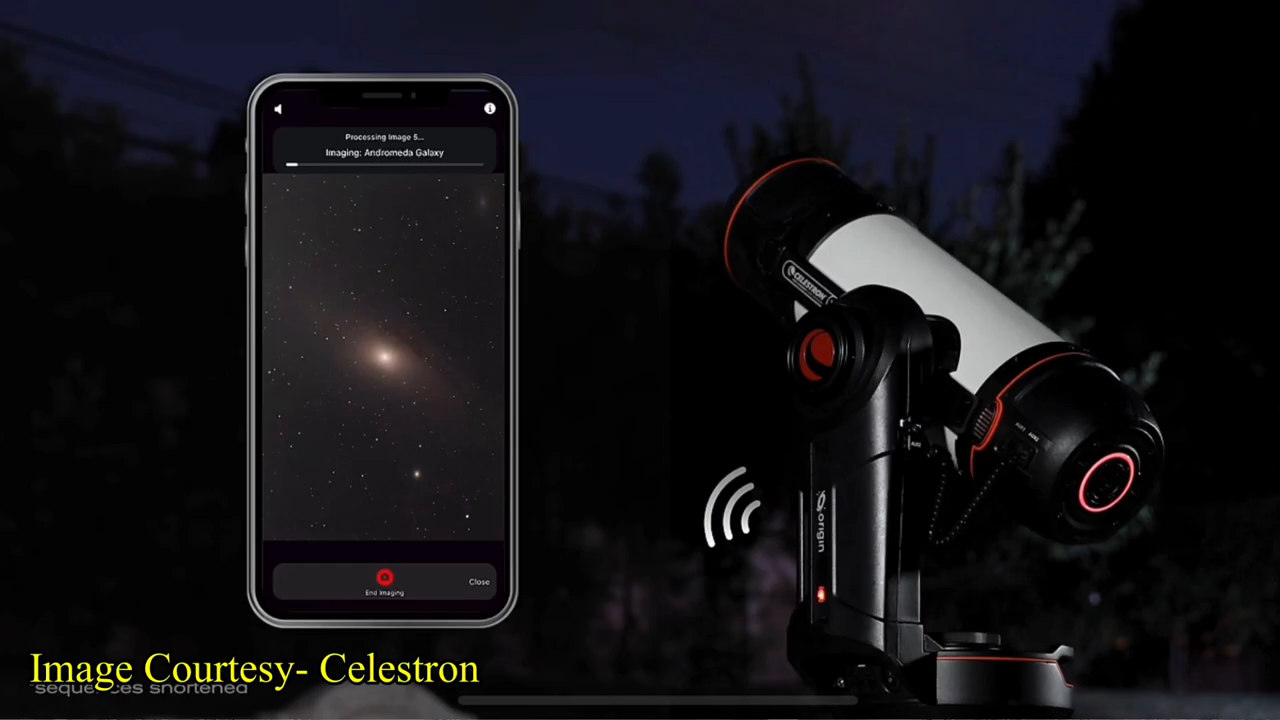 Processing Image 5...
Imaging: Andromeda Galaxy
End Imaging
Close
CELESTRON
origin
Image Courtesy- Celestron
*sequences shortened